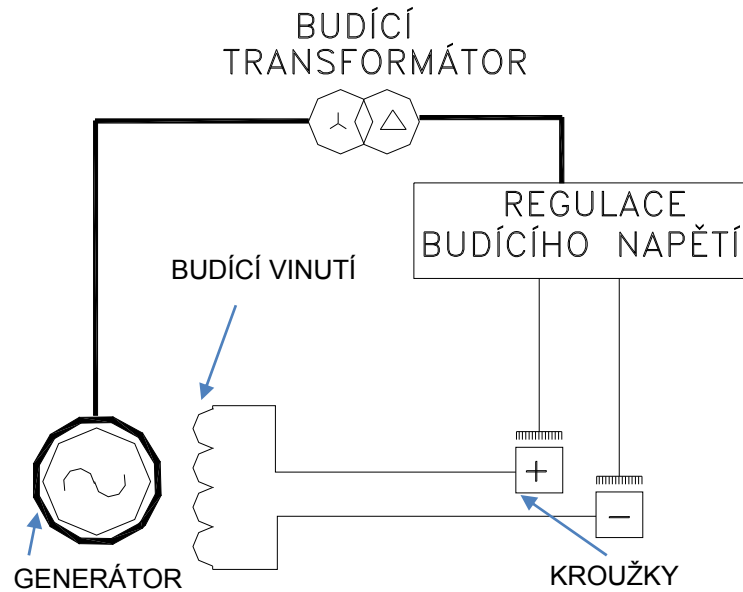 BUDÍCÍ
TRANSFORMÁTOR
REGULACE
BUDÍCÍHO NAPĚTÍ
BUDÍCÍ VINUTÍ
+
−
GENERÁTOR
KROUŽKY